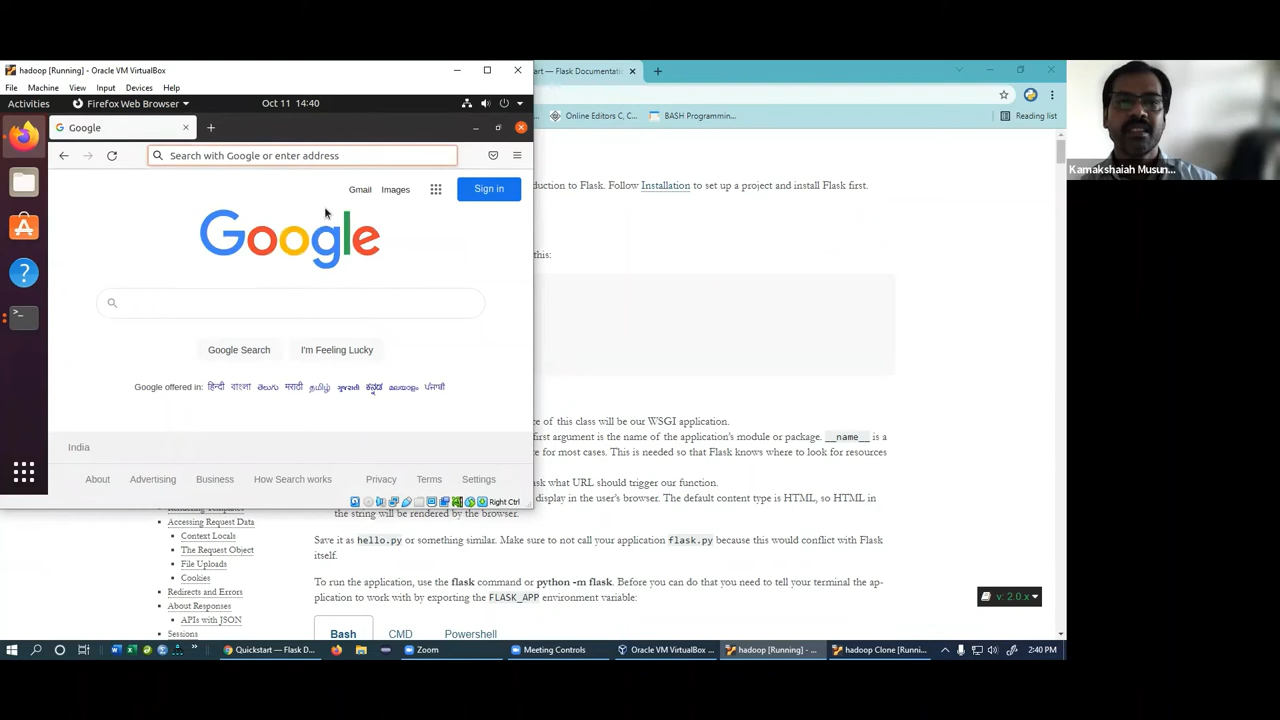 hadoop [Running] - Oracle VM VirtualBox
File Machine View Input Devices Help
Activities Firefox Web Browser Oct 11 14:40
Google
Search with Google or enter address
Gmail Images Sign in
Google
Google Search I'm Feeling Lucky
Google offered in: हिन्दी বাংলা తెలుగు मराठी தமிழ் ગુજરાતી ಕನ್ನಡ മലയാളം ਪੰਜਾਬੀ
India
About Advertising Business How Search works Privacy Terms Settings
Right Ctrl
art — Flask Documentatio
Online Editors C, C... BASH Programmin... Reading list
Kamakshaiah Musun...
duction to Flask. Follow Installation to set up a project and install Flask first.
this:
ce of this class will be our WSGI application.
first argument is the name of the application's module or package. __name__ is a
ce for most cases. This is needed so that Flask knows where to look for resources
ask what URL should trigger our function.
display in the user's browser. The default content type is HTML, so HTML in
the string will be rendered by the browser.
Save it as hello.py or something similar. Make sure to not call your application flask.py because this would conflict with Flask
itself.
To run the application, use the flask command or python -m flask. Before you can do that you need to tell your terminal the ap-
plication to work with by exporting the FLASK_APP environment variable:
Bash CMD Powershell
Rendering Templates
Accessing Request Data
Context Locals
The Request Object
File Uploads
Cookies
Redirects and Errors
About Responses
APIs with JSON
Sessions
v: 2.0.x
Quickstart — Flask D... Zoom Meeting Controls Oracle VM VirtualBox ... hadoop [Running] - ... hadoop Clone [Runni... 2:40 PM